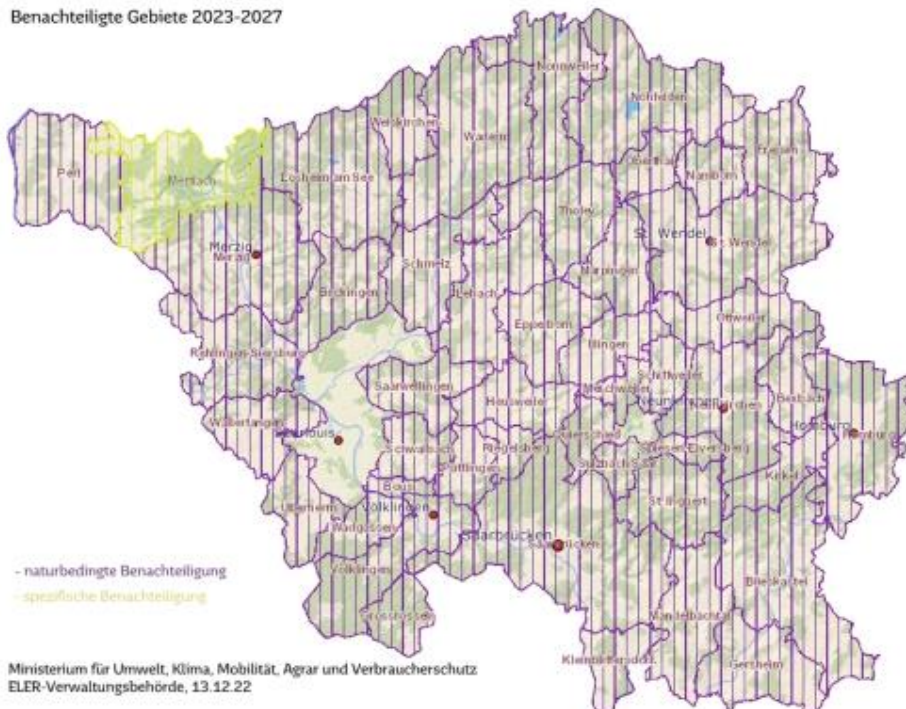 Benachteiligte Gebiete 2023-2027
Nonnweiler
Nohfelden
Weiskirchen
Wadern
Freisen
Oberthal
Namborn
Perl
Mettlach
Losheim am See
Tholey
St. Wendel
St. Wendel
Merzig
Merzig
Schmelz
Marpingen
Beckingen
Lebach
Eppelborn
Ottweiler
Illingen
Rehlingen-Siersburg
Schiffweiler
Saarwellingen
Merchweiler
Heusweiler
Neunkirchen
Neunkirchen
Bexbach
Wallerfangen
Homburg
Homburg
Saarlouis
Schwalbach
Riegelsberg
Quierschied
Spiesen-Elversberg
Püttlingen
Sulzbach/Saar
Kirkel
Bous
Überherrn
Völklingen
St. Ingbert
Wadgassen
Saarbrücken
Saarbrücken
- naturbedingte Benachteiligung
Völklingen
Blieskastel
- spezifische Benachteiligung
Grossrosseln
Mandelbachtal
Kleinblittersdorf
Gersheim
Ministerium für Umwelt, Klima, Mobilität, Agrar und Verbraucherschutz
ELER-Verwaltungsbehörde, 13.12.22